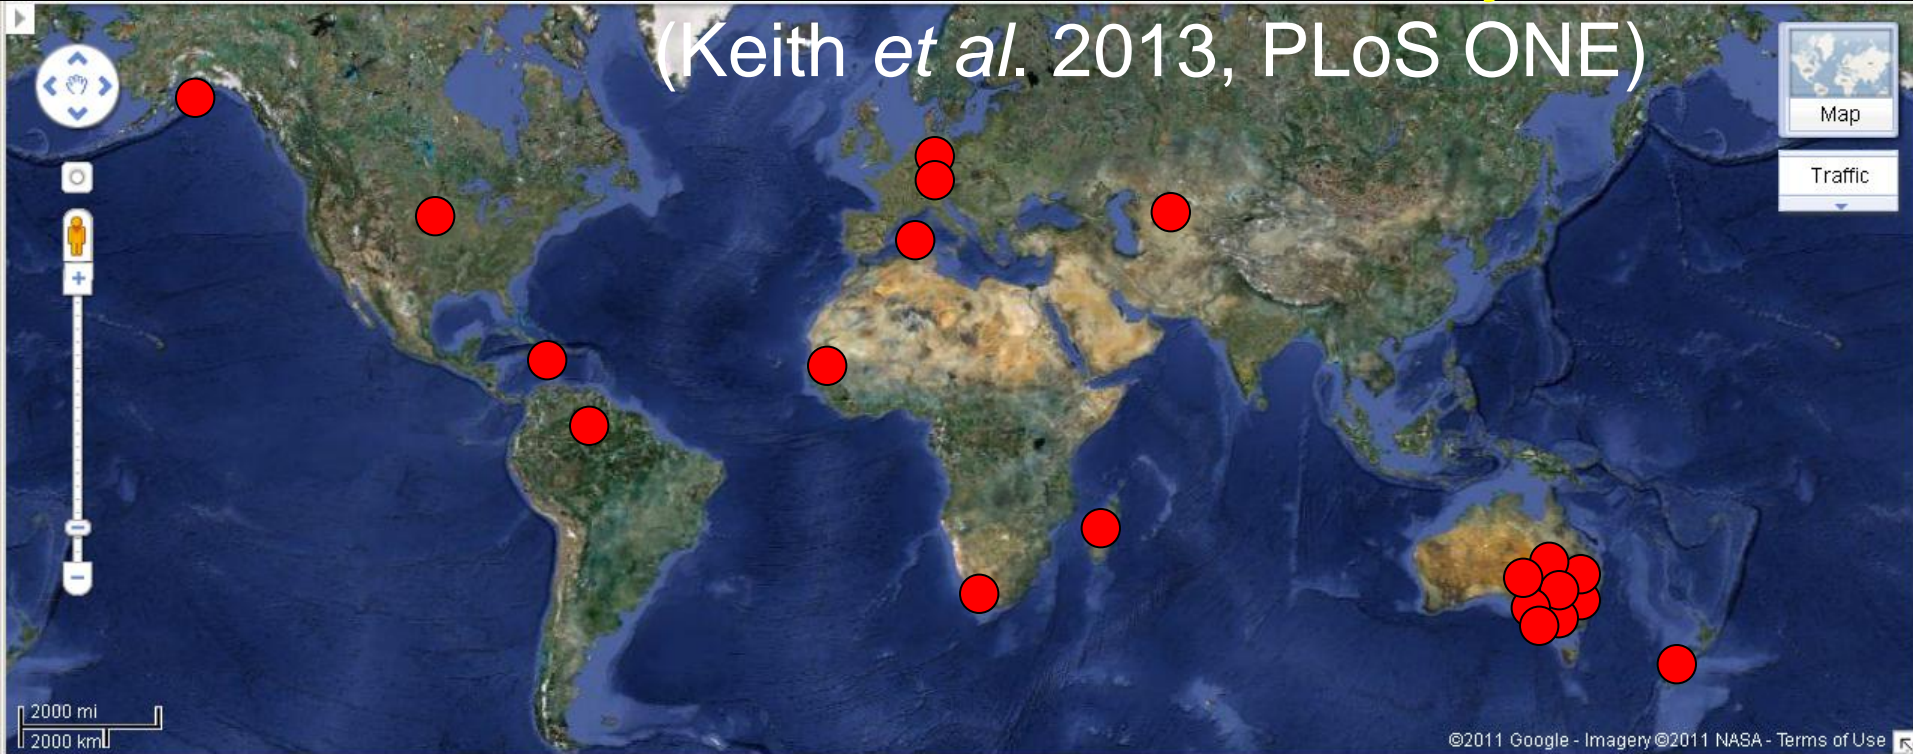 (Keith et al. 2013, PLoS ONE)
Map
Traffic
2000 mi
2000 km
©2011 Google - Imagery ©2011 NASA - Terms of Use